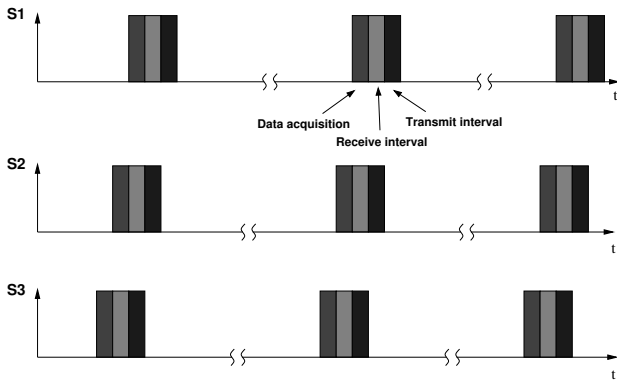 S1
t
Data acquisition
Transmit interval
Receive interval
S2
t
S3
t